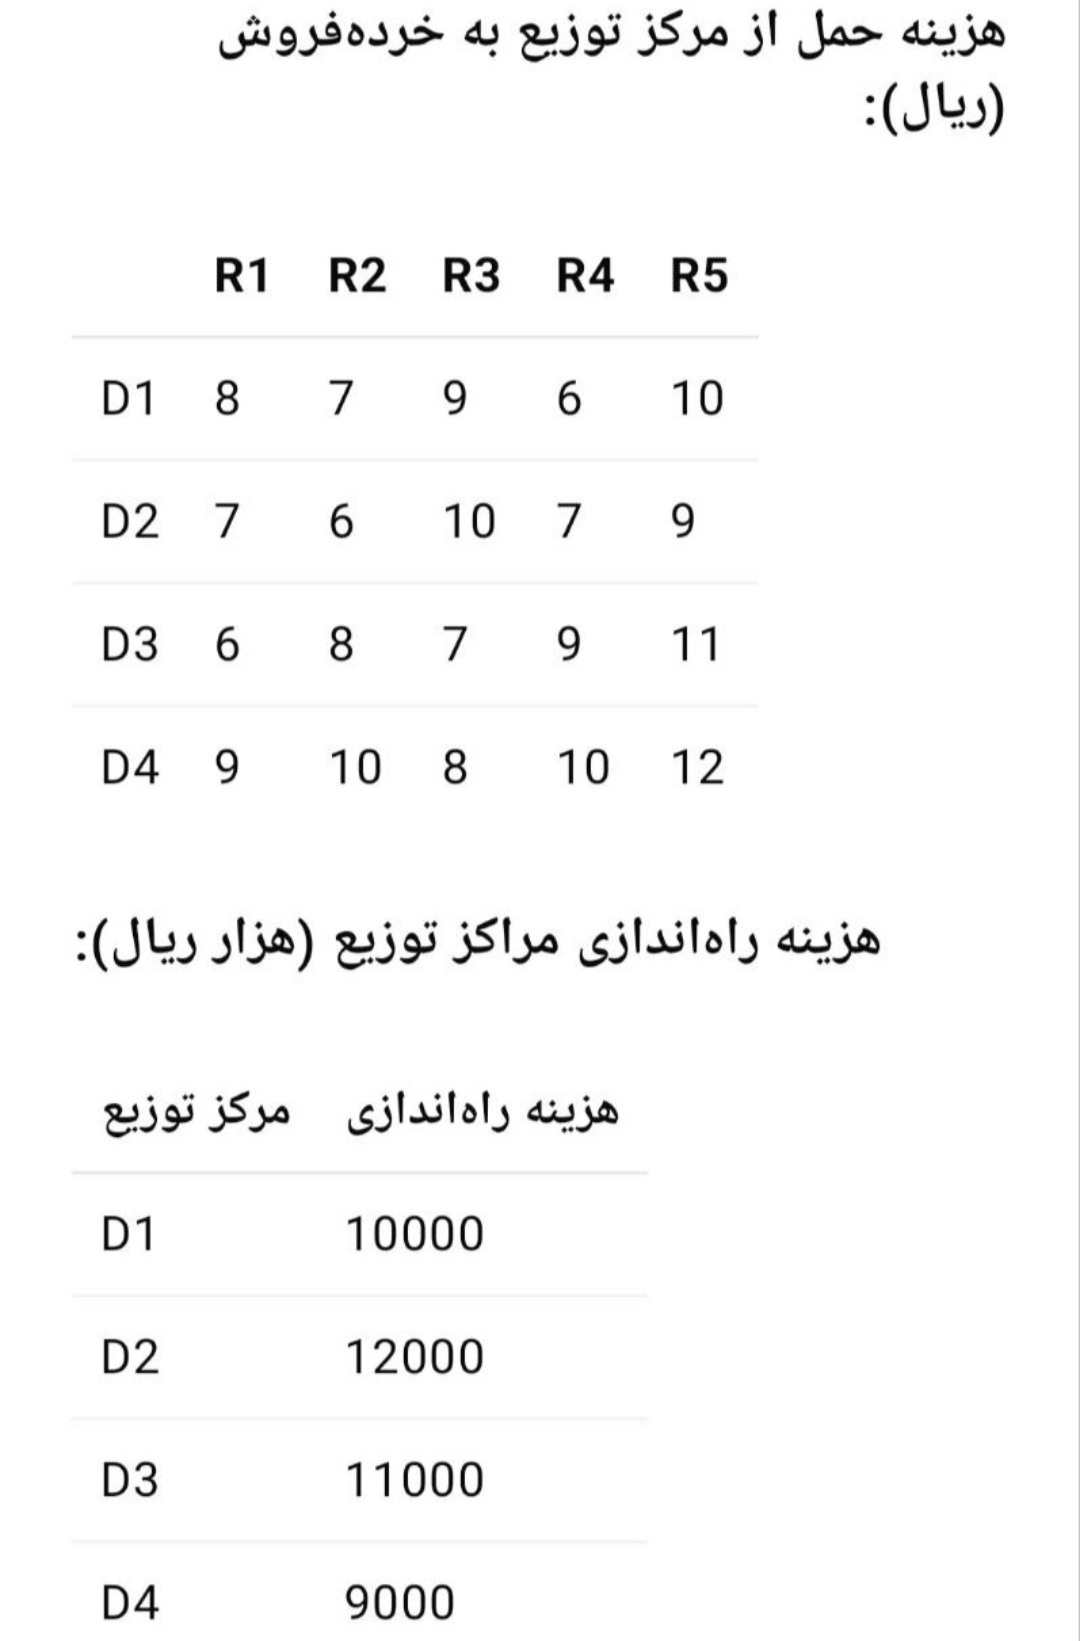 هزینه حمل از مرکز توزیع به خرده‌فروش
(ریال):
R1 R2 R3 R4 R5
D1 8 7 9 6 10
D2 7 6 10 7 9
D3 6 8 7 9 11
D4 9 10 8 10 12
هزینه راه‌اندازی مراکز توزیع (هزار ریال):
مرکز توزیع هزینه راه‌اندازی
D1 10000
D2 12000
D3 11000
D4 9000